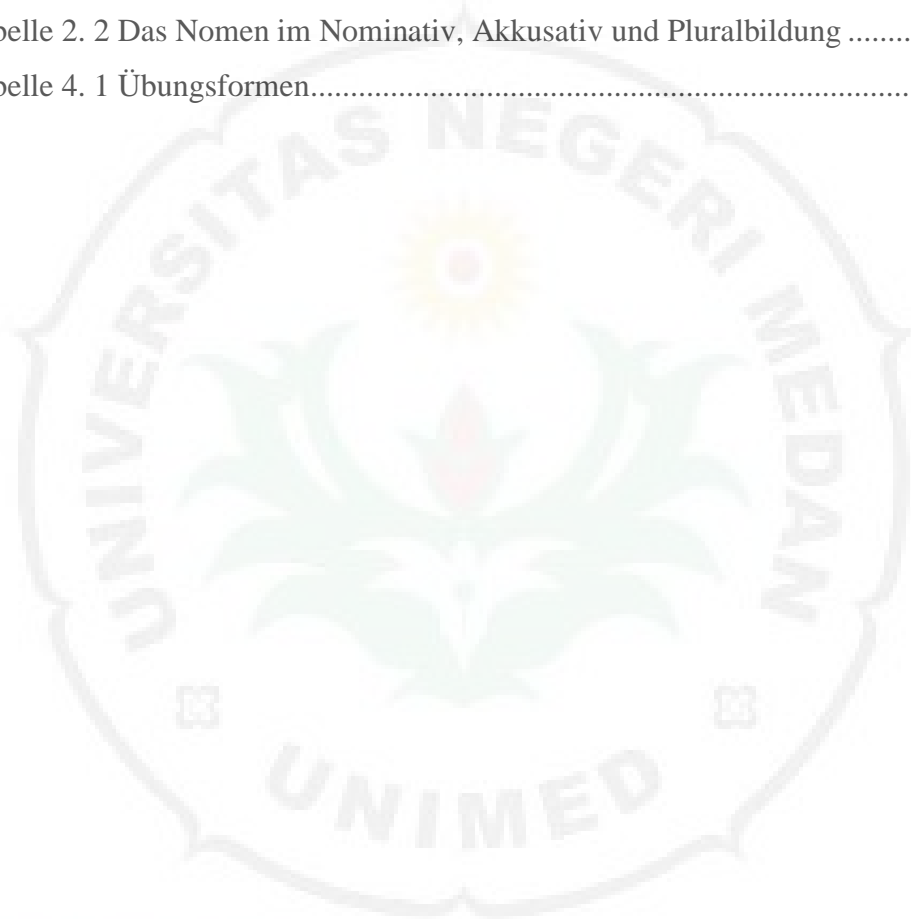 belle 2. 2 Das Nomen im Nominativ, Akkusativ und Pluralbildung ........
belle 4. 1 Übungsformen..........................................................................
UNIVERSITAS NEGERI MEDAN
UNIMED